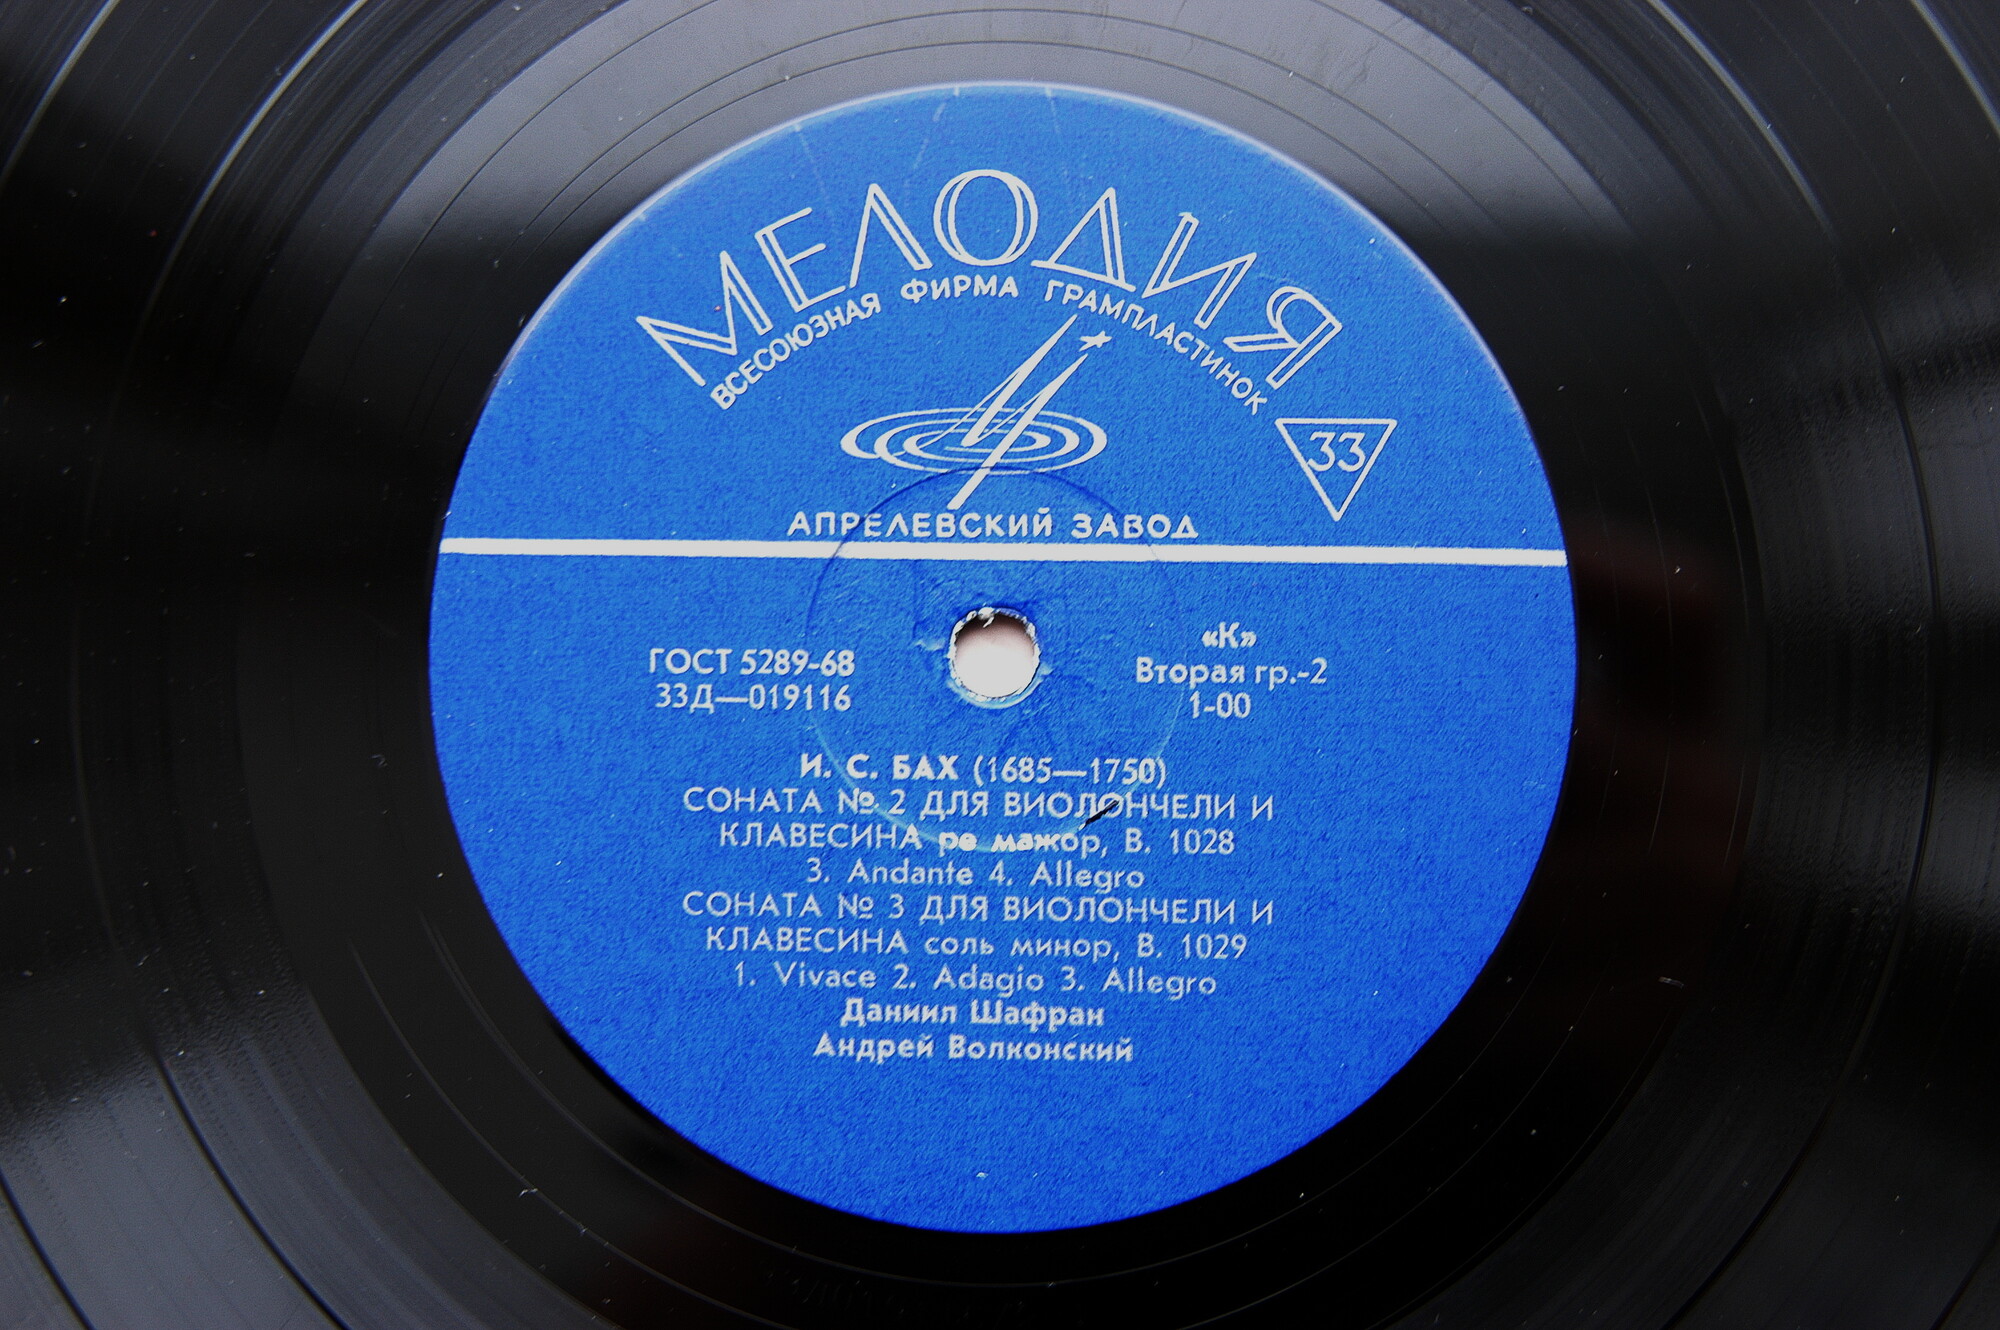 МЕЛОДИЯ
ВСЕСОЮЗНАЯ ФИРМА ГРАМПЛАСТИНОК
33
АПРЕЛЕВСКИЙ ЗАВОД
ГОСТ 5289-68
33Д—019116
«К»
Вторая гр.-2
1-00
И. С. БАХ (1685—1750)
СОНАТА № 2 ДЛЯ ВИОЛОНЧЕЛИ И
КЛАВЕСИНА ре мажор, В. 1028
3. Andante 4. Allegro
СОНАТА № 3 ДЛЯ ВИОЛОНЧЕЛИ И
КЛАВЕСИНА соль минор, В. 1029
1. Vivace 2. Adagio 3. Allegro
Даниил Шафран
Андрей Волконский